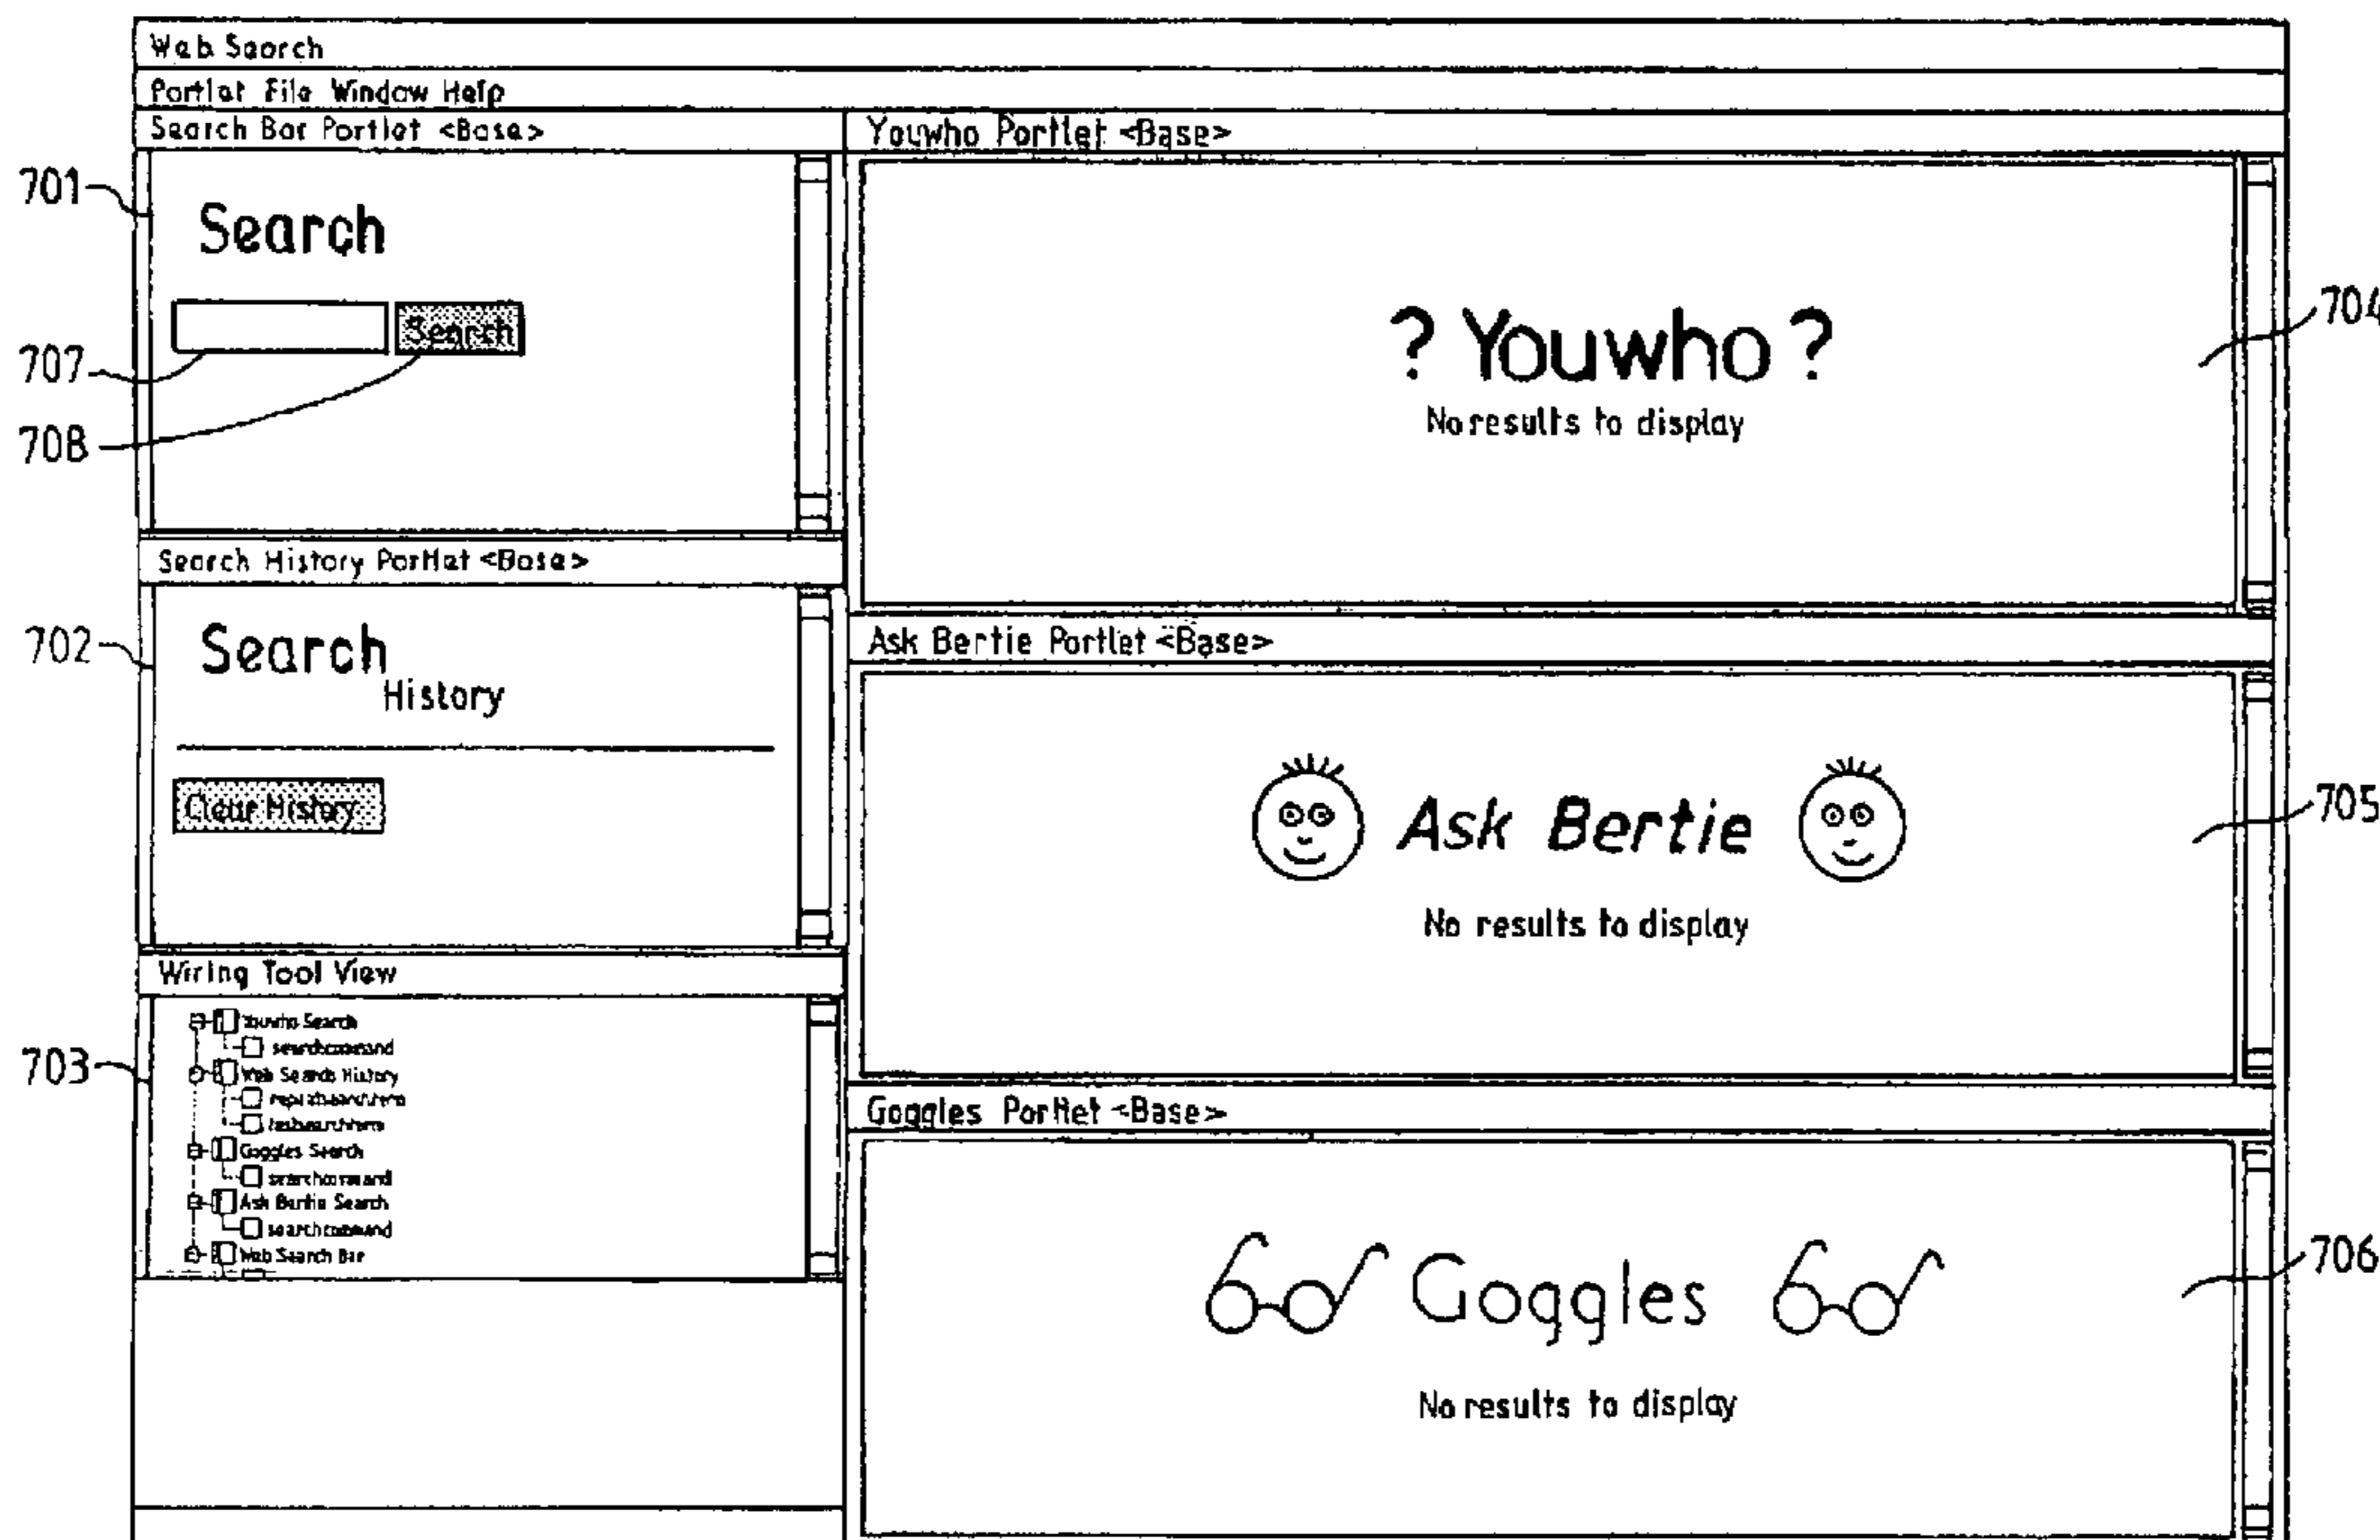 Web Search
Portlet File Window Help
Search Bar Portlet <Base>
701
Search
Search
707
708
Search History Portlet <Base>
702
Search
History
Clear History
Wiring Tool View
703
Youwho Search
searchcommand
Web Search History
Goggles Search
searchcommand
Ask Bertie Search
searchcommand
Web Search Bar
Youwho Portlet <Base>
? Youwho ?
No results to display
704
Ask Bertie Portlet <Base>
Ask Bertie
No results to display
705
Goggles Portlet <Base>
Goggles
No results to display
706